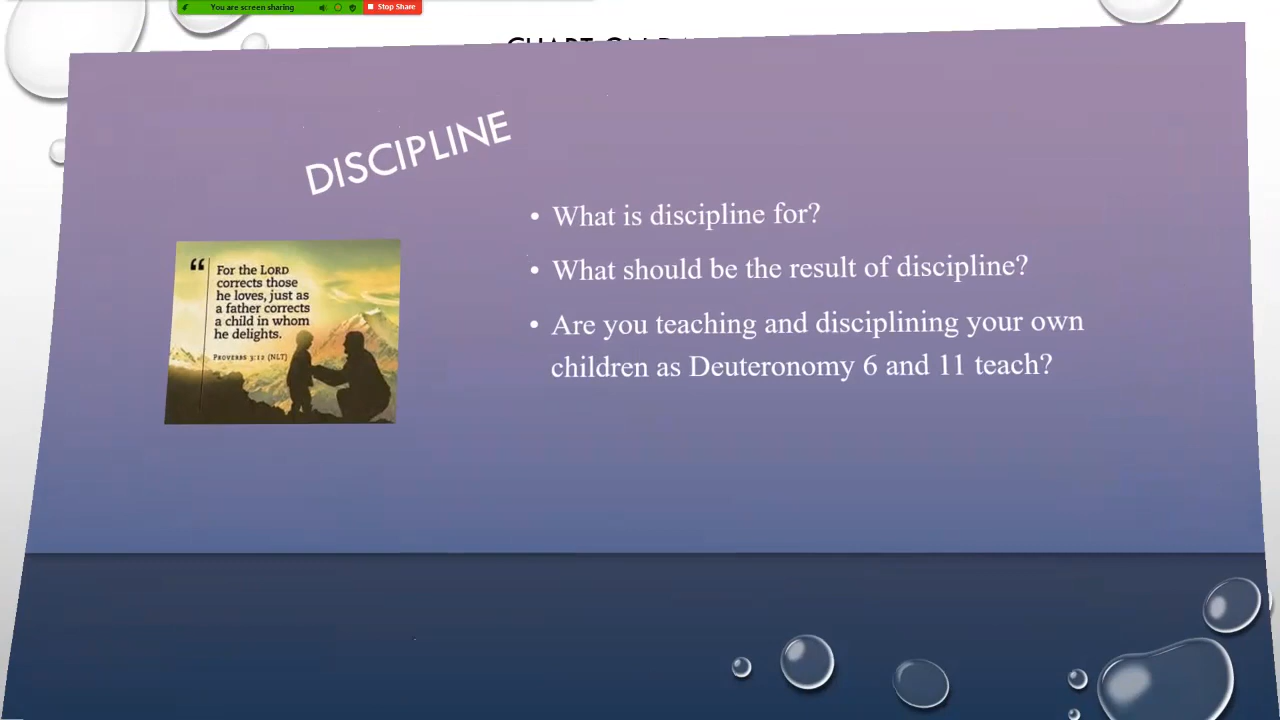 You are screen sharing
Stop Share
DISCIPLINE
• What is discipline for?
• What should be the result of discipline?
• Are you teaching and disciplining your own
children as Deuteronomy 6 and 11 teach?
“ For the LORD
corrects those
he loves, just as
a father corrects
a child in whom
he delights.
PROVERBS 3:12 (NLT)